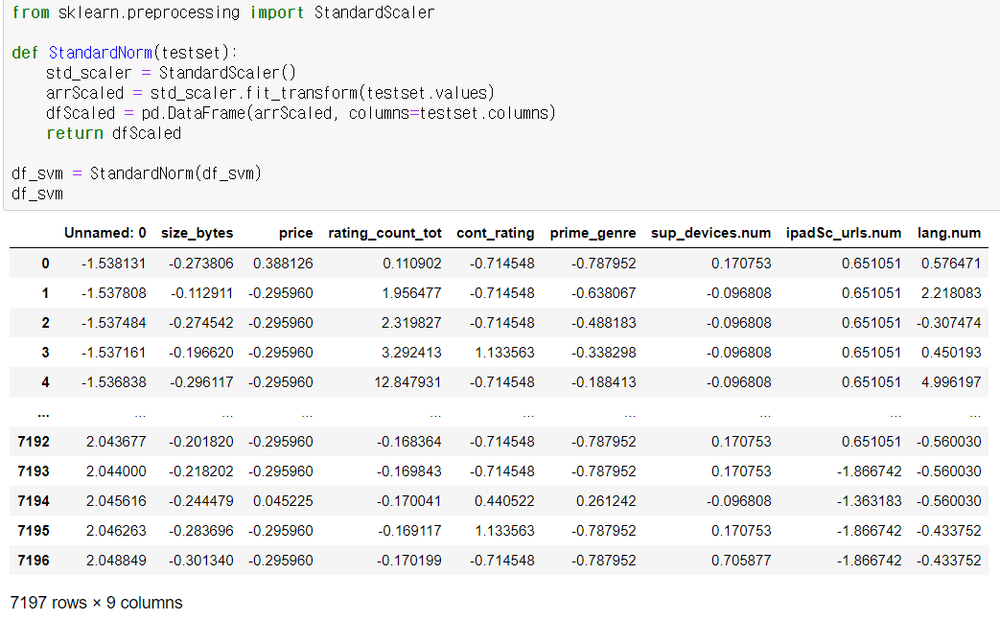 from sklearn.preprocessing import StandardScaler
def StandardNorm(testset):
std_scaler = StandardScaler()
arrScaled = std_scaler.fit_transform(testset.values)
dfScaled = pd.DataFrame(arrScaled, columns=testset.columns)
return dfScaled
df_svm = StandardNorm(df_svm)
df_svm
Unnamed: 0 size_bytes price rating_count_tot cont_rating prime_genre sup_devices.num ipadSc_urls.num lang.num
0 -1.538131 -0.273806 0.388126 0.110902 -0.714548 -0.787952 0.170753 0.651051 0.576471
1 -1.537808 -0.112911 -0.295960 1.956477 -0.714548 -0.638067 -0.096808 0.651051 2.218083
2 -1.537484 -0.274542 -0.295960 2.319827 -0.714548 -0.488183 -0.096808 0.651051 -0.307474
3 -1.537161 -0.196620 -0.295960 3.292413 1.133563 -0.338298 -0.096808 0.651051 0.450193
4 -1.536838 -0.296117 -0.295960 12.847931 -0.714548 -0.188413 -0.096808 0.651051 4.996197
... ... ... ... ... ... ... ... ... ...
7192 2.043677 -0.201820 -0.295960 -0.168364 -0.714548 -0.787952 0.170753 0.651051 -0.560030
7193 2.044000 -0.218202 -0.295960 -0.169843 -0.714548 -0.787952 0.170753 -1.866742 -0.560030
7194 2.045616 -0.244479 0.045225 -0.170041 0.440522 0.261242 -0.096808 -1.363183 -0.560030
7195 2.046263 -0.283696 -0.295960 -0.169117 1.133563 -0.787952 0.170753 -1.866742 -0.433752
7196 2.048849 -0.301340 -0.295960 -0.170199 -0.714548 -0.787952 0.705877 -1.866742 -0.433752
7197 rows × 9 columns